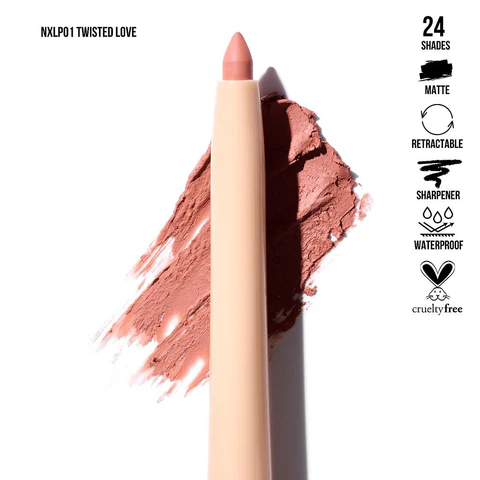 NXLP01 TWISTED LOVE
24
SHADES
MATTE
RETRACTABLE
SHARPENER
WATERPROOF
crueltyfree